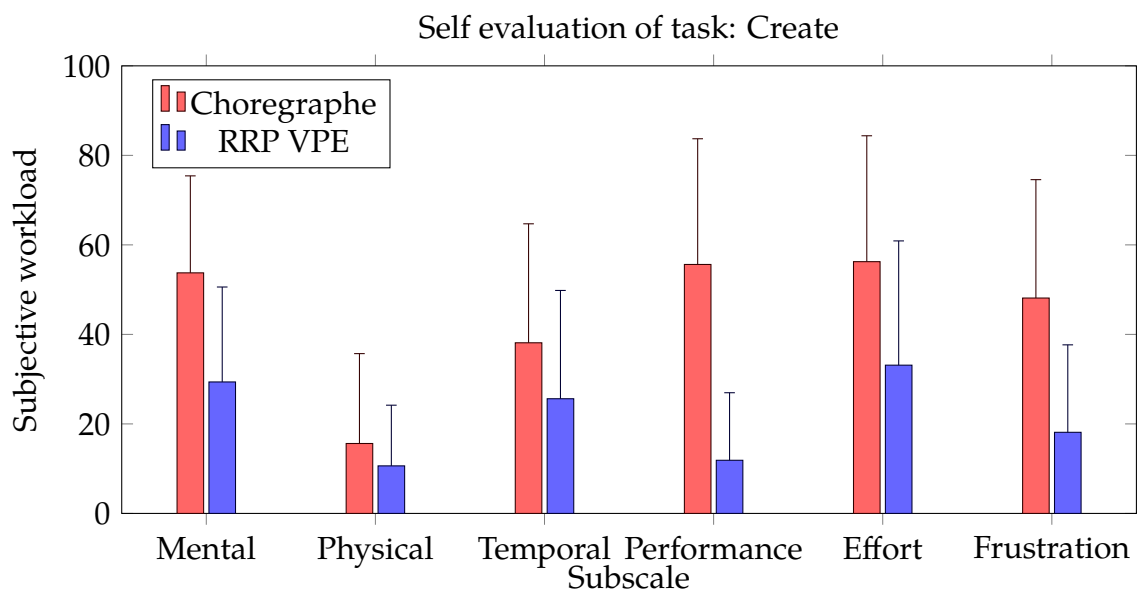 Self evaluation of task: Create
100
80
60
40
20
0
Subjective workload
Choregraphe
RRP VPE
Mental Physical Temporal Performance Effort Frustration
Subscale